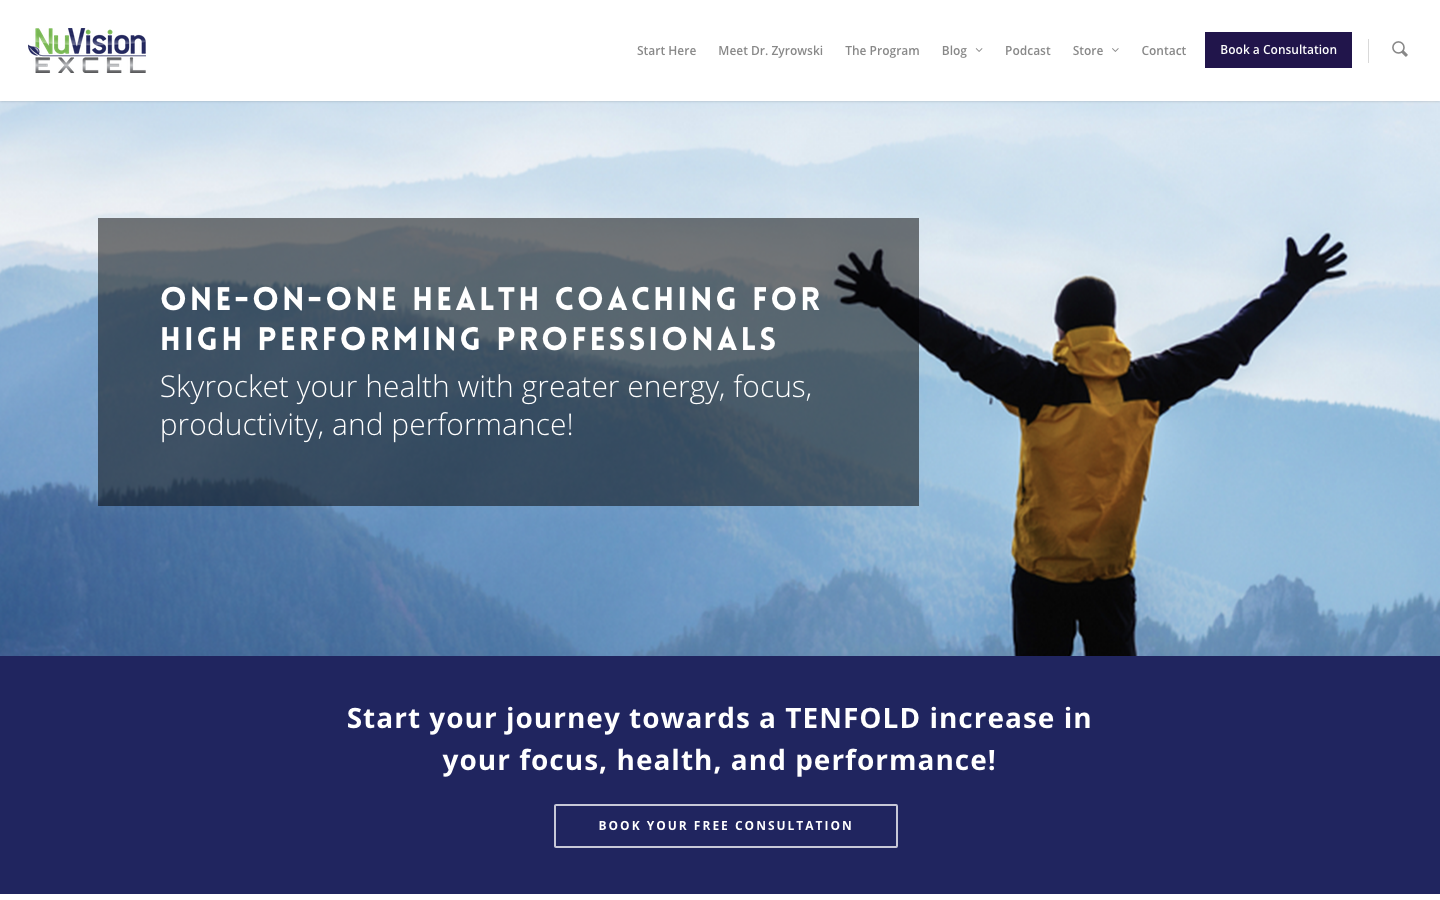 NuVision
EXCEL
Start Here
Meet Dr. Zyrowski
The Program
Blog
Podcast
Store
Contact
Book a Consultation
ONE-ON-ONE HEALTH COACHING FOR
HIGH PERFORMING PROFESSIONALS
Skyrocket your health with greater energy, focus,
productivity, and performance!
Start your journey towards a TENFOLD increase in
your focus, health, and performance!
BOOK YOUR FREE CONSULTATION